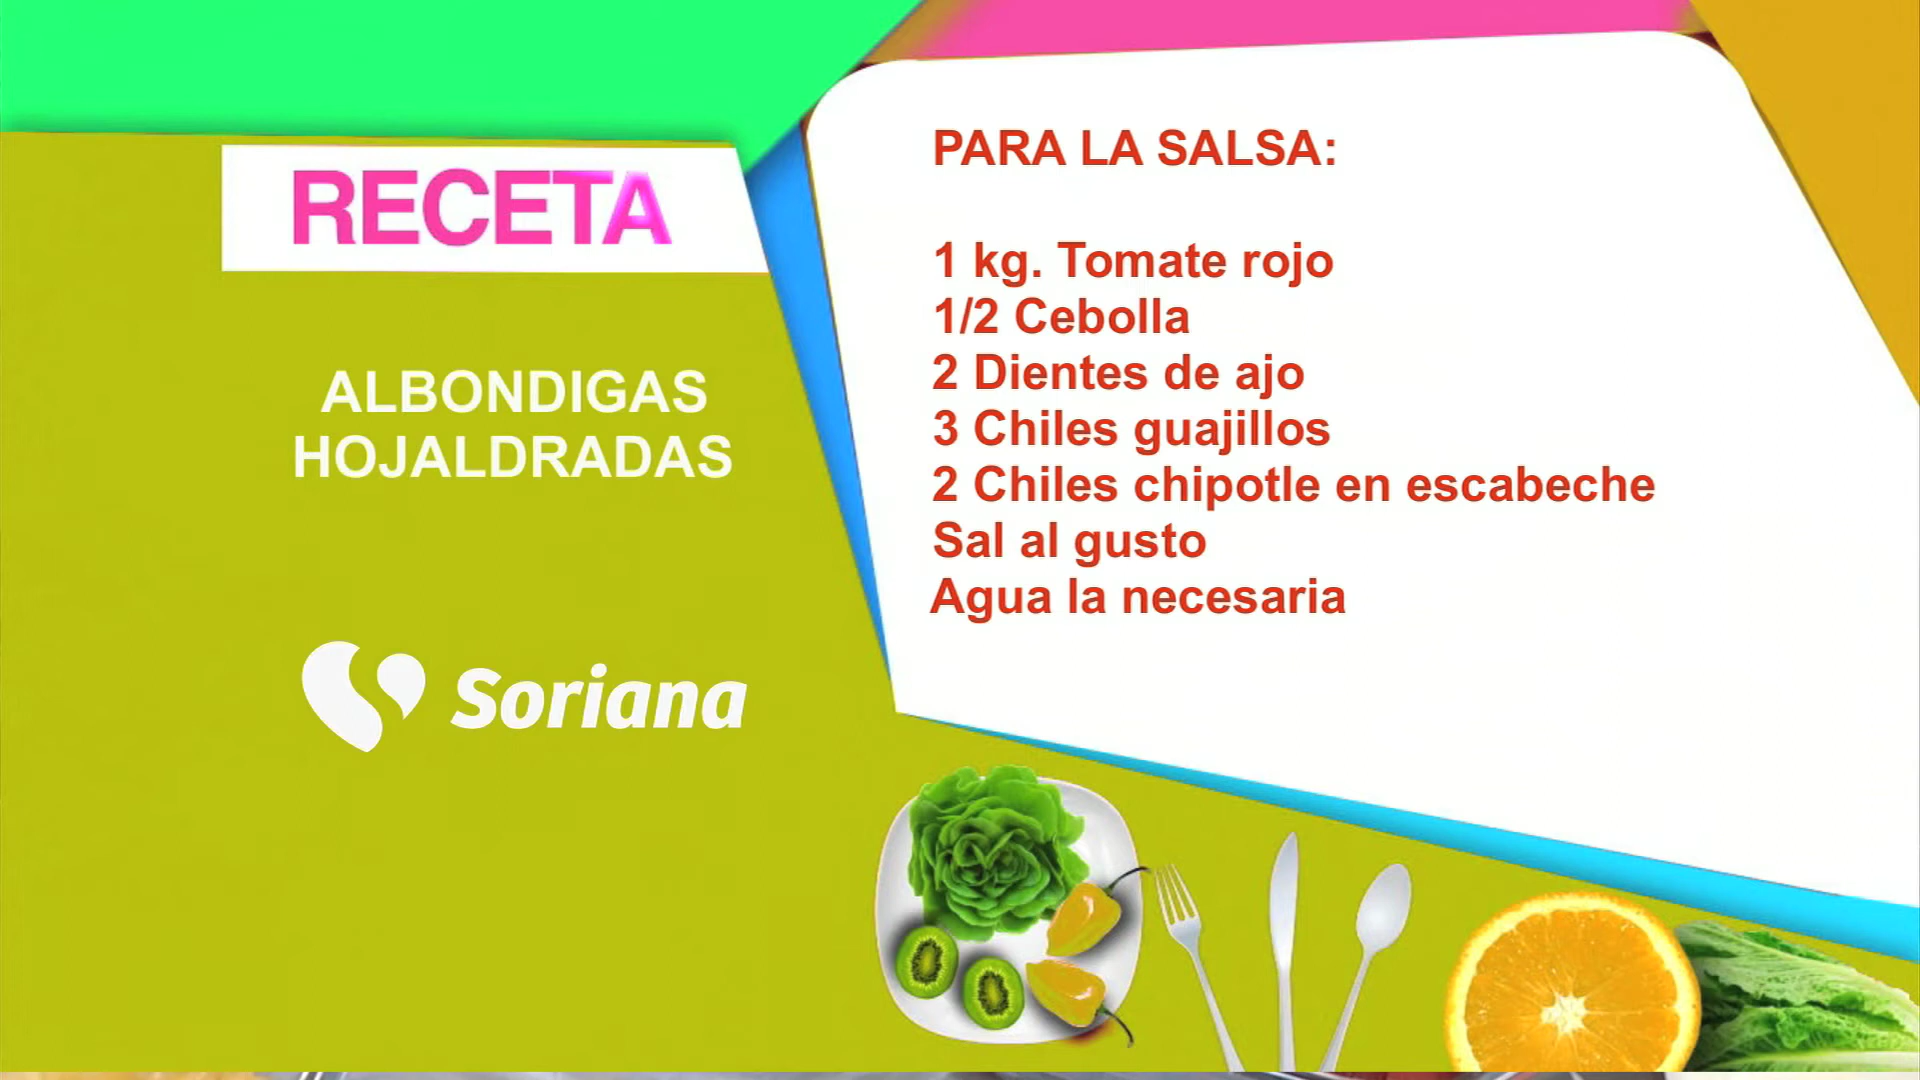 RECETA
ALBONDIGAS
HOJALDRADAS
Soriana
PARA LA SALSA:
1 kg. Tomate rojo
1/2 Cebolla
2 Dientes de ajo
3 Chiles guajillos
2 Chiles chipotle en escabeche
Sal al gusto
Agua la necesaria